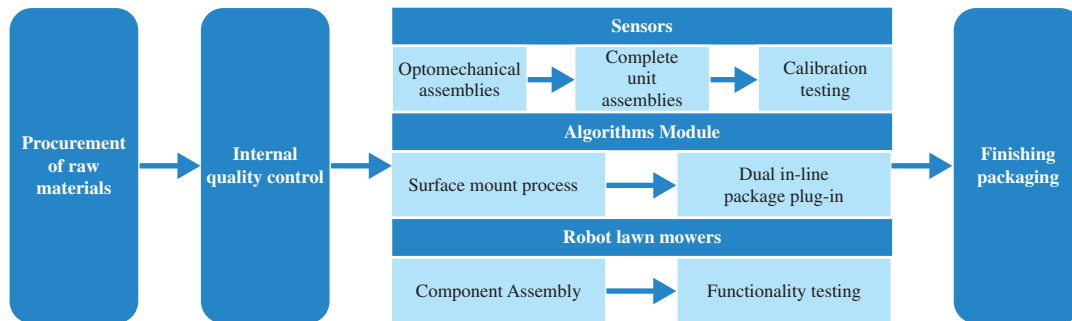 Procurement
of raw
materials
Internal
quality control
Sensors
Optomechanical
assemblies
Complete
unit
assemblies
Calibration
testing
Algorithms Module
Surface mount process
Dual in-line
package plug-in
Robot lawn mowers
Component Assembly
Functionality testing
Finishing
packaging